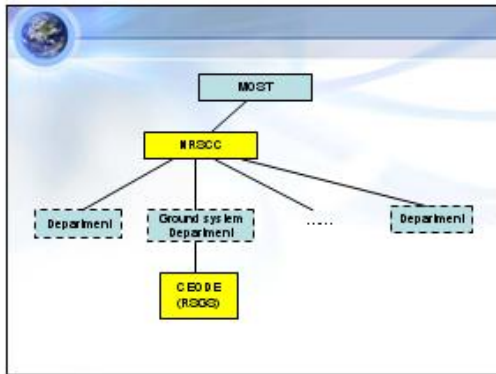 MOST
NRSCC
Department
Ground system
Department
......
Department
CEODE
(RSGS)